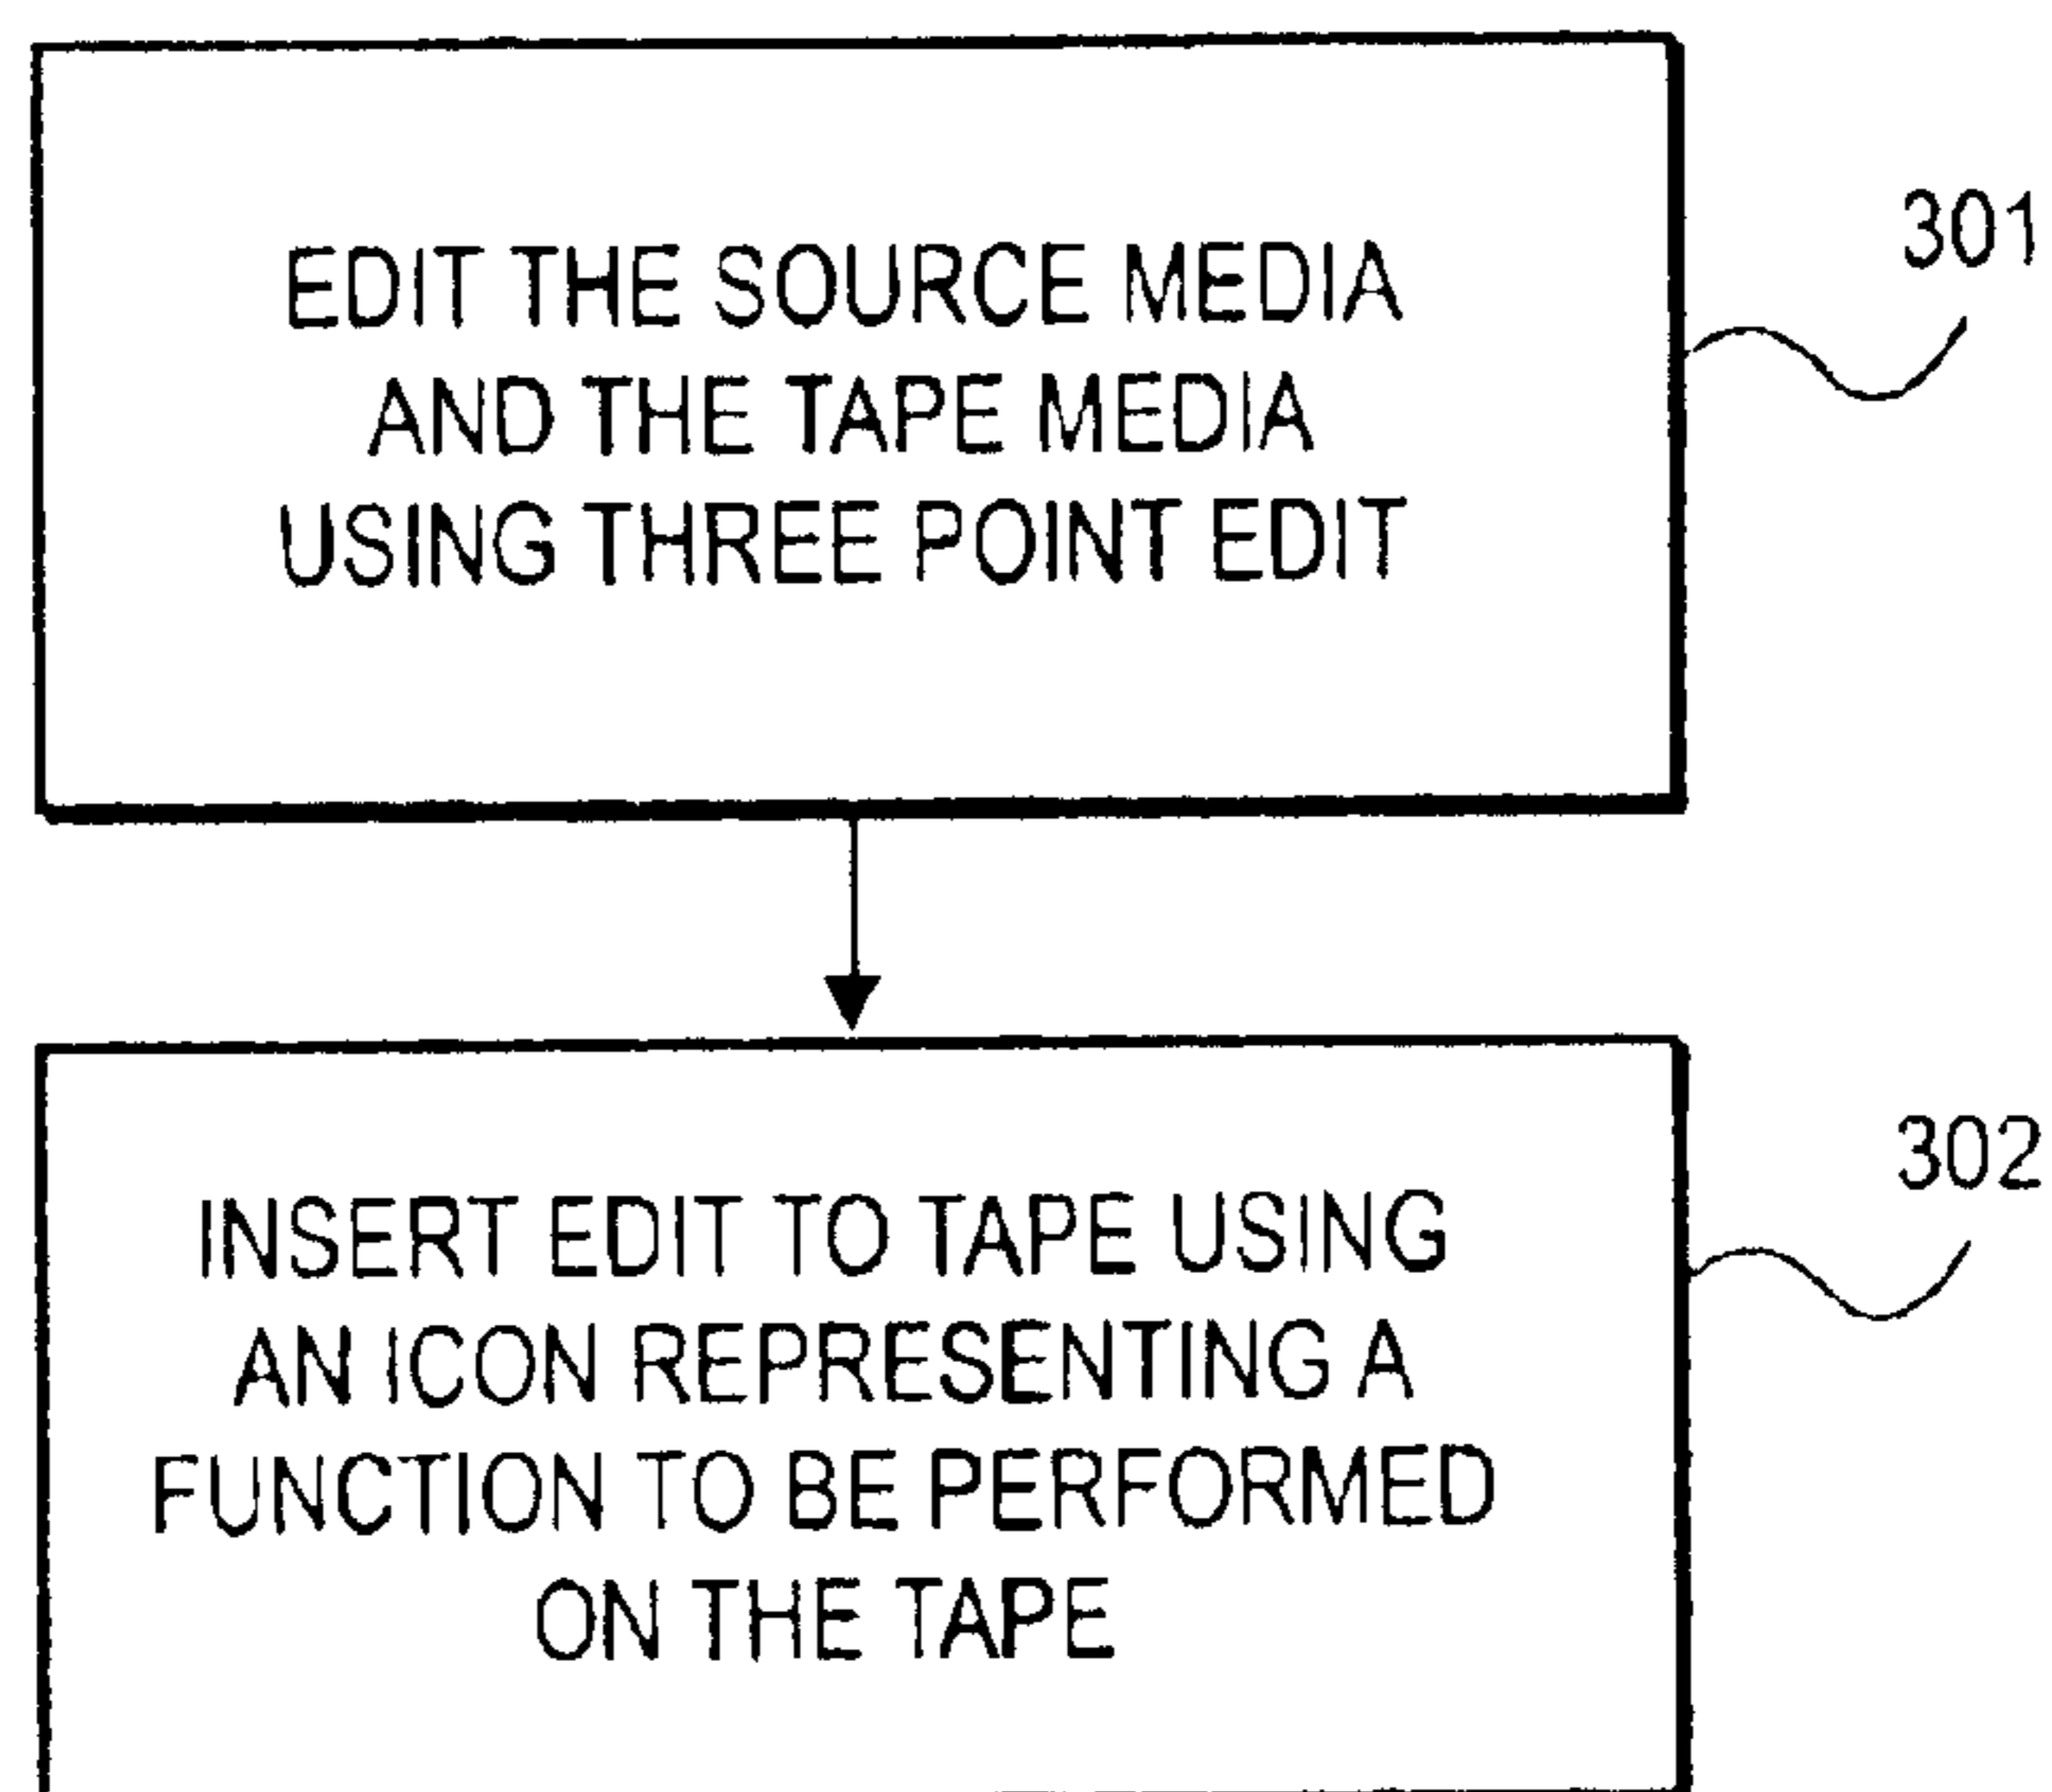 EDIT THE SOURCE MEDIA
AND THE TAPE MEDIA
USING THREE POINT EDIT
301
INSERT EDIT TO TAPE USING
AN ICON REPRESENTING A
FUNCTION TO BE PERFORMED
ON THE TAPE
302